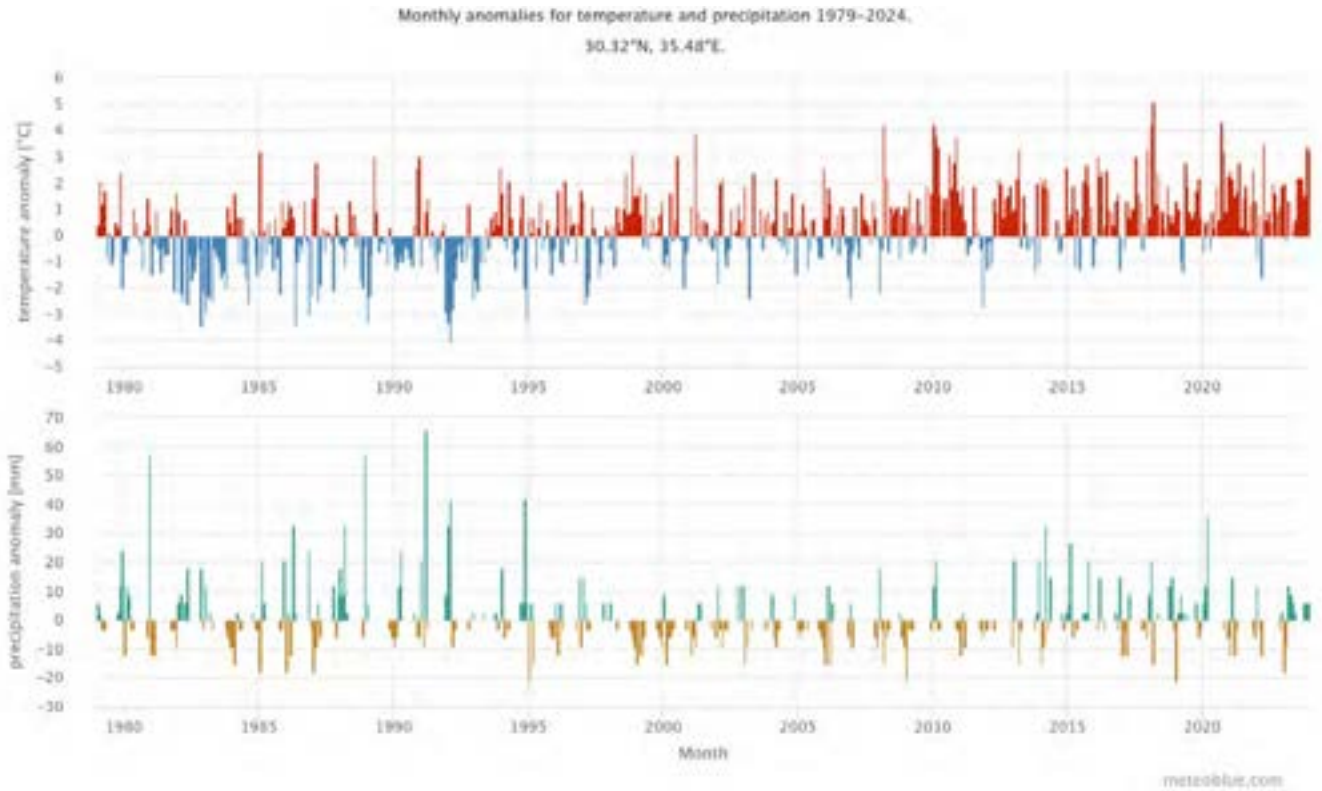 Monthly anomalies for temperature and precipitation 1979–2024.
30.32°N, 35.48°E.
temperature anomaly [°C]
6
5
4
3
2
1
0
−1
−2
−3
−4
−5
1980 1985 1990 1995 2000 2005 2010 2015 2020
precipitation anomaly [mm]
70
60
50
40
30
20
10
0
−10
−20
−30
1980 1985 1990 1995 2000 2005 2010 2015 2020
Month
meteoblue.com